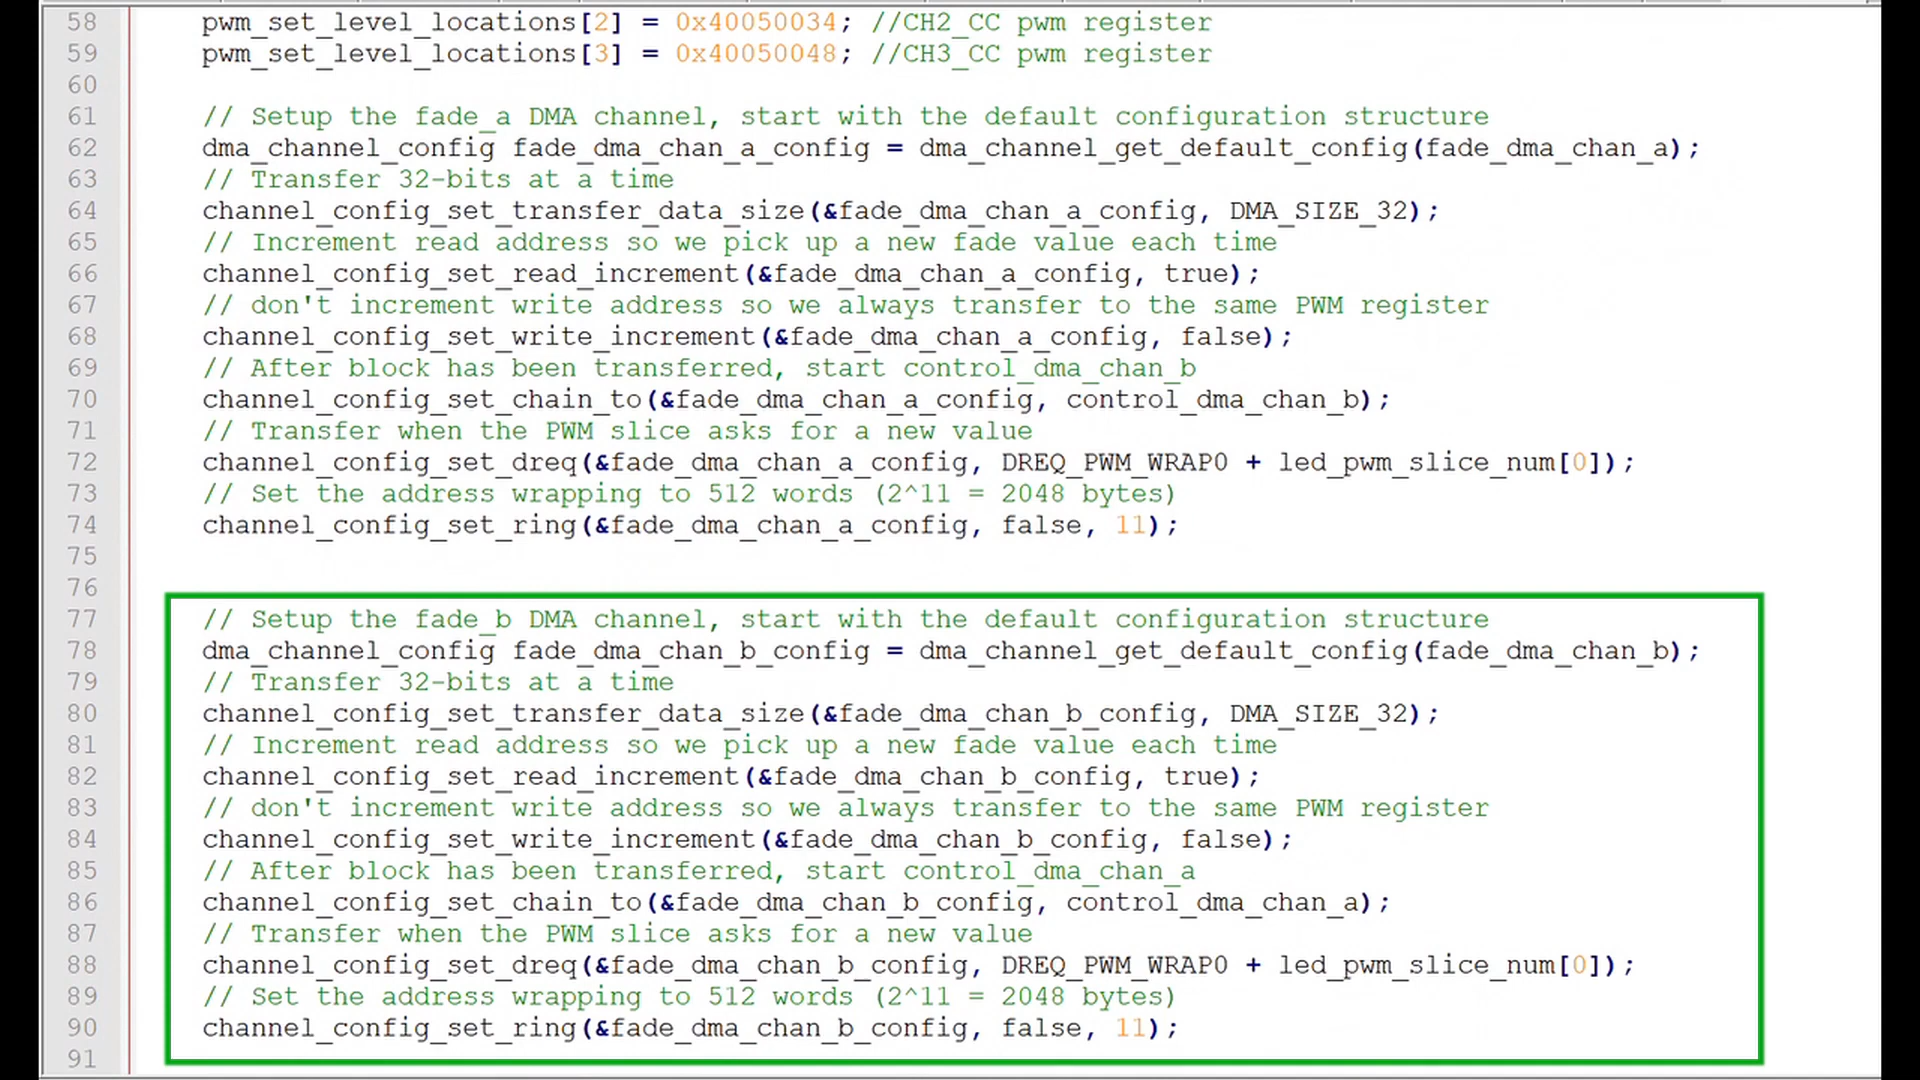 58 pwm_set_level_locations[2] = 0x40050034; //CH2_CC pwm register
59 pwm_set_level_locations[3] = 0x40050048; //CH3_CC pwm register
60
61 // Setup the fade_a DMA channel, start with the default configuration structure
62 dma_channel_config fade_dma_chan_a_config = dma_channel_get_default_config(fade_dma_chan_a);
63 // Transfer 32-bits at a time
64 channel_config_set_transfer_data_size(&fade_dma_chan_a_config, DMA_SIZE_32);
65 // Increment read address so we pick up a new fade value each time
66 channel_config_set_read_increment(&fade_dma_chan_a_config, true);
67 // don't increment write address so we always transfer to the same PWM register
68 channel_config_set_write_increment(&fade_dma_chan_a_config, false);
69 // After block has been transferred, start control_dma_chan_b
70 channel_config_set_chain_to(&fade_dma_chan_a_config, control_dma_chan_b);
71 // Transfer when the PWM slice asks for a new value
72 channel_config_set_dreq(&fade_dma_chan_a_config, DREQ_PWM_WRAP0 + led_pwm_slice_num[0]);
73 // Set the address wrapping to 512 words (2^11 = 2048 bytes)
74 channel_config_set_ring(&fade_dma_chan_a_config, false, 11);
75
76
77 // Setup the fade_b DMA channel, start with the default configuration structure
78 dma_channel_config fade_dma_chan_b_config = dma_channel_get_default_config(fade_dma_chan_b);
79 // Transfer 32-bits at a time
80 channel_config_set_transfer_data_size(&fade_dma_chan_b_config, DMA_SIZE_32);
81 // Increment read address so we pick up a new fade value each time
82 channel_config_set_read_increment(&fade_dma_chan_b_config, true);
83 // don't increment write address so we always transfer to the same PWM register
84 channel_config_set_write_increment(&fade_dma_chan_b_config, false);
85 // After block has been transferred, start control_dma_chan_a
86 channel_config_set_chain_to(&fade_dma_chan_b_config, control_dma_chan_a);
87 // Transfer when the PWM slice asks for a new value
88 channel_config_set_dreq(&fade_dma_chan_b_config, DREQ_PWM_WRAP0 + led_pwm_slice_num[0]);
89 // Set the address wrapping to 512 words (2^11 = 2048 bytes)
90 channel_config_set_ring(&fade_dma_chan_b_config, false, 11);
91